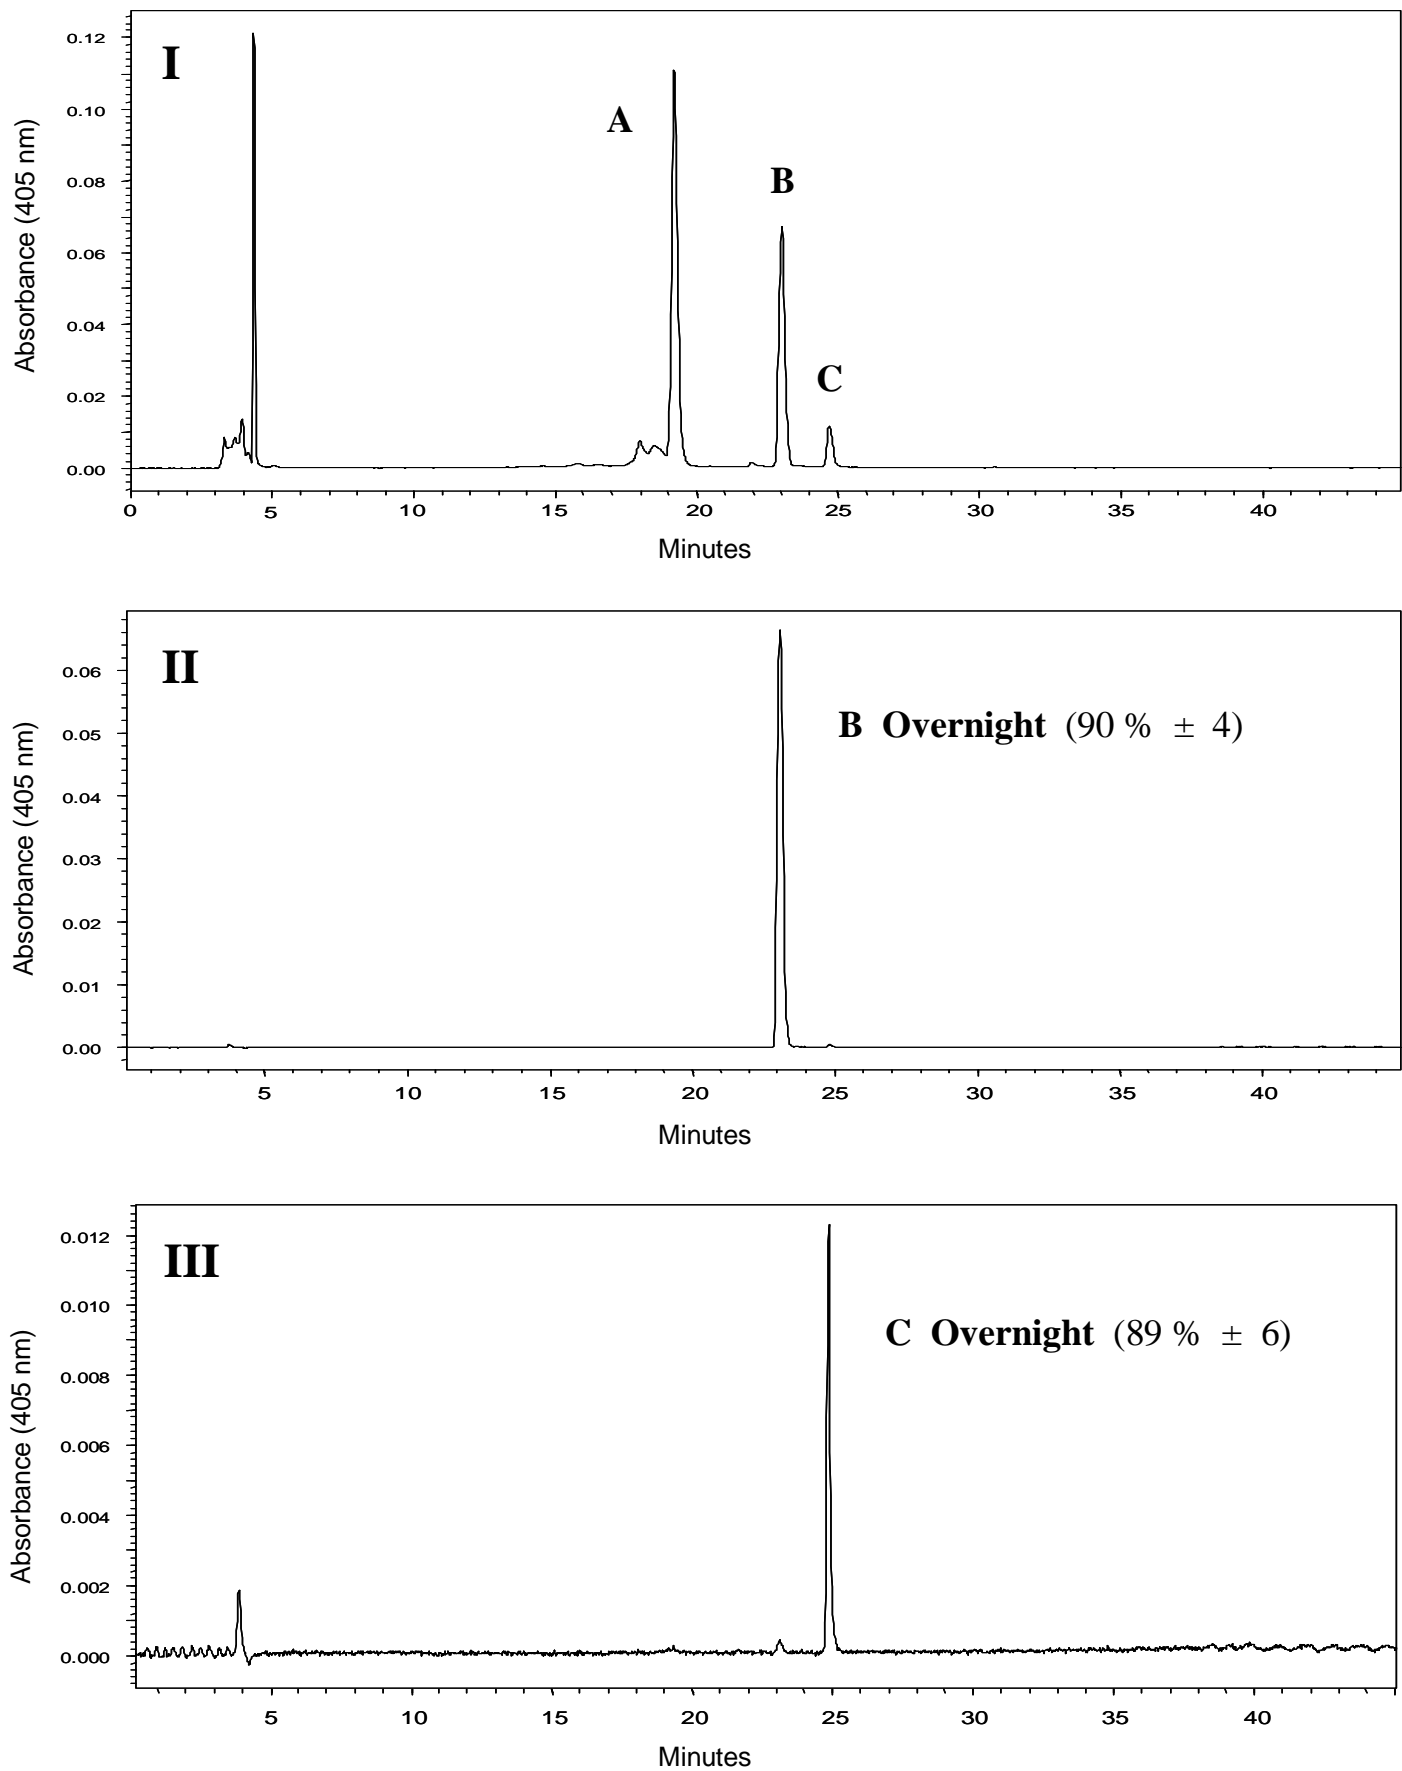 I
A
B
C
Absorbance (405 nm)
0.12
0.10
0.08
0.06
0.04
0.02
0.00
0 5 10 15 20 25 30 35 40
Minutes
II
B Overnight (90 % ± 4)
Absorbance (405 nm)
0.06
0.05
0.04
0.03
0.02
0.01
0.00
5 10 15 20 25 30 35 40
Minutes
III
C Overnight (89 % ± 6)
Absorbance (405 nm)
0.012
0.010
0.008
0.006
0.004
0.002
0.000
5 10 15 20 25 30 35 40
Minutes